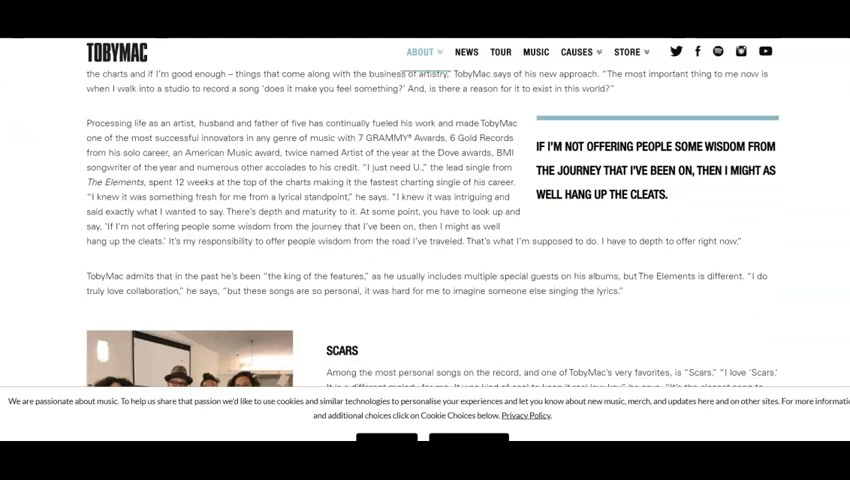 TOBYMAC
ABOUT NEWS TOUR MUSIC CAUSES STORE
the charts and if I'm good enough – things that come along with the business of artistry," TobyMac says of his new approach. "The most important thing to me now is
when I walk into a studio to record a song 'does it make you feel something?' And, is there a reason for it to exist in this world?"
Processing life as an artist, husband and father of five has continually fueled his work and made TobyMac
one of the most successful innovators in any genre of music with 7 GRAMMY® Awards, 6 Gold Records
from his solo career, an American Music award, twice named Artist of the year at the Dove awards, BMI
songwriter of the year and numerous other accolades to his credit. "I just need U.," the lead single from
The Elements, spent 12 weeks at the top of the charts making it the fastest charting single of his career.
"I knew it was something fresh for me from a lyrical standpoint," he says. "I knew it was intriguing and
said exactly what I wanted to say. There's depth and maturity to it. At some point, you have to look up and
say, 'If I'm not offering people some wisdom from the journey that I've been on, then I might as well
hang up the cleats.' It's my responsibility to offer people wisdom from the road I've traveled. That's what I'm supposed to do. I have to depth to offer right now."
IF I'M NOT OFFERING PEOPLE SOME WISDOM FROM
THE JOURNEY THAT I'VE BEEN ON, THEN I MIGHT AS
WELL HANG UP THE CLEATS.
TobyMac admits that in the past he's been "the king of the features," as he usually includes multiple special guests on his albums, but The Elements is different. "I do
truly love collaboration," he says, "but these songs are so personal, it was hard for me to imagine someone else singing the lyrics."
SCARS
Among the most personal songs on the record, and one of TobyMac's very favorites, is "Scars." "I love 'Scars.'
We are passionate about music. To help us share that passion we'd like to use cookies and similar technologies to personalise your experiences and let you know about new music, merch, and updates here and on other sites. For more informatio
and additional choices click on Cookie Choices below. Privacy Policy.